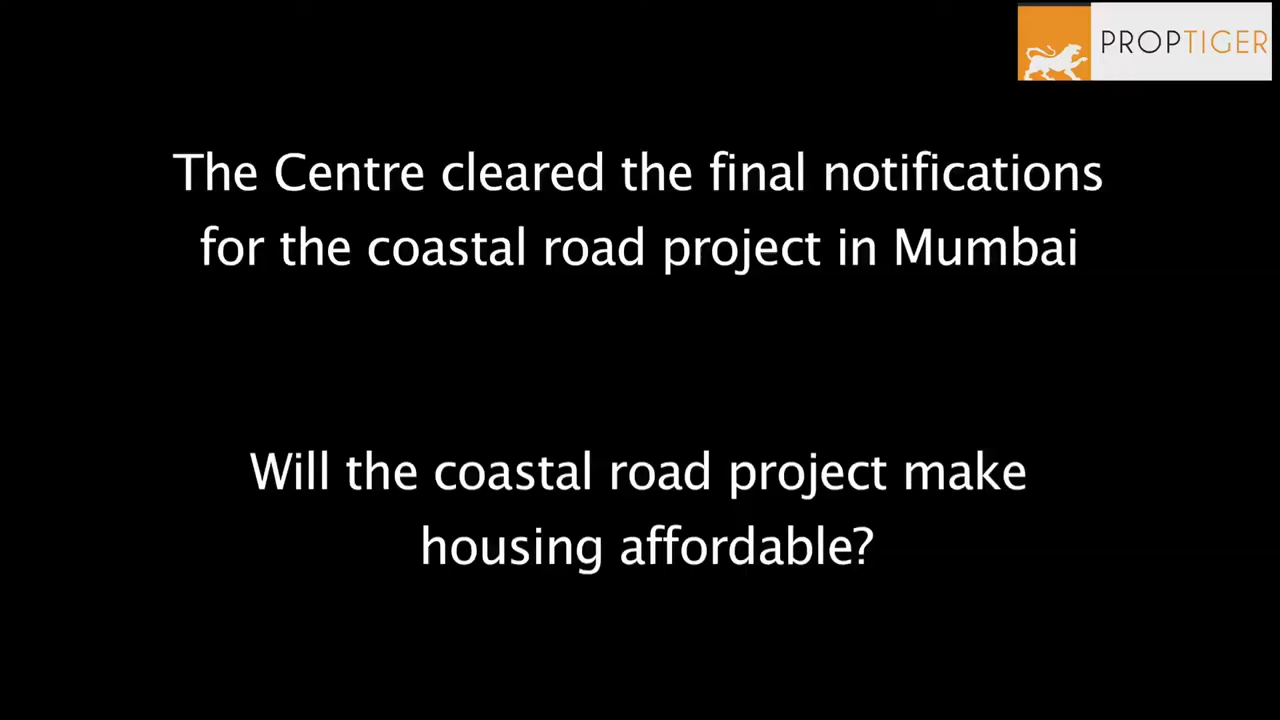 PROPTIGER
The Centre cleared the final notifications
for the coastal road project in Mumbai
Will the coastal road project make
housing affordable?